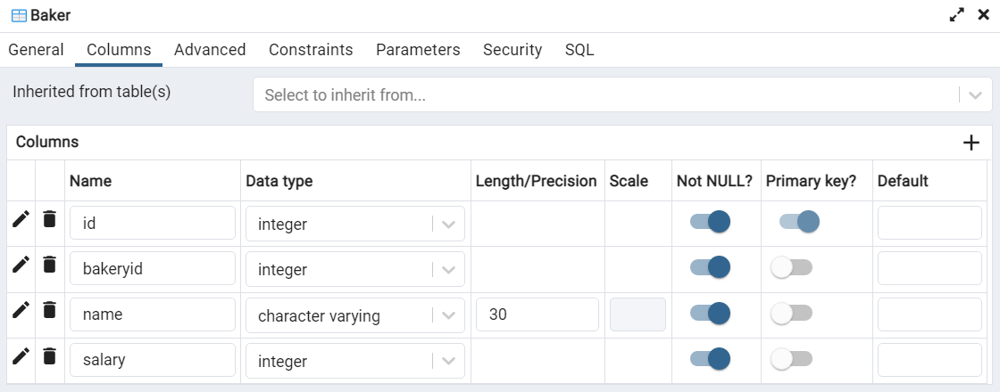 Baker
General Columns Advanced Constraints Parameters Security SQL
Inherited from table(s) Select to inherit from...
Columns
Name Data type Length/Precision Scale Not NULL? Primary key? Default
id integer
bakeryid integer
name character varying 30
salary integer